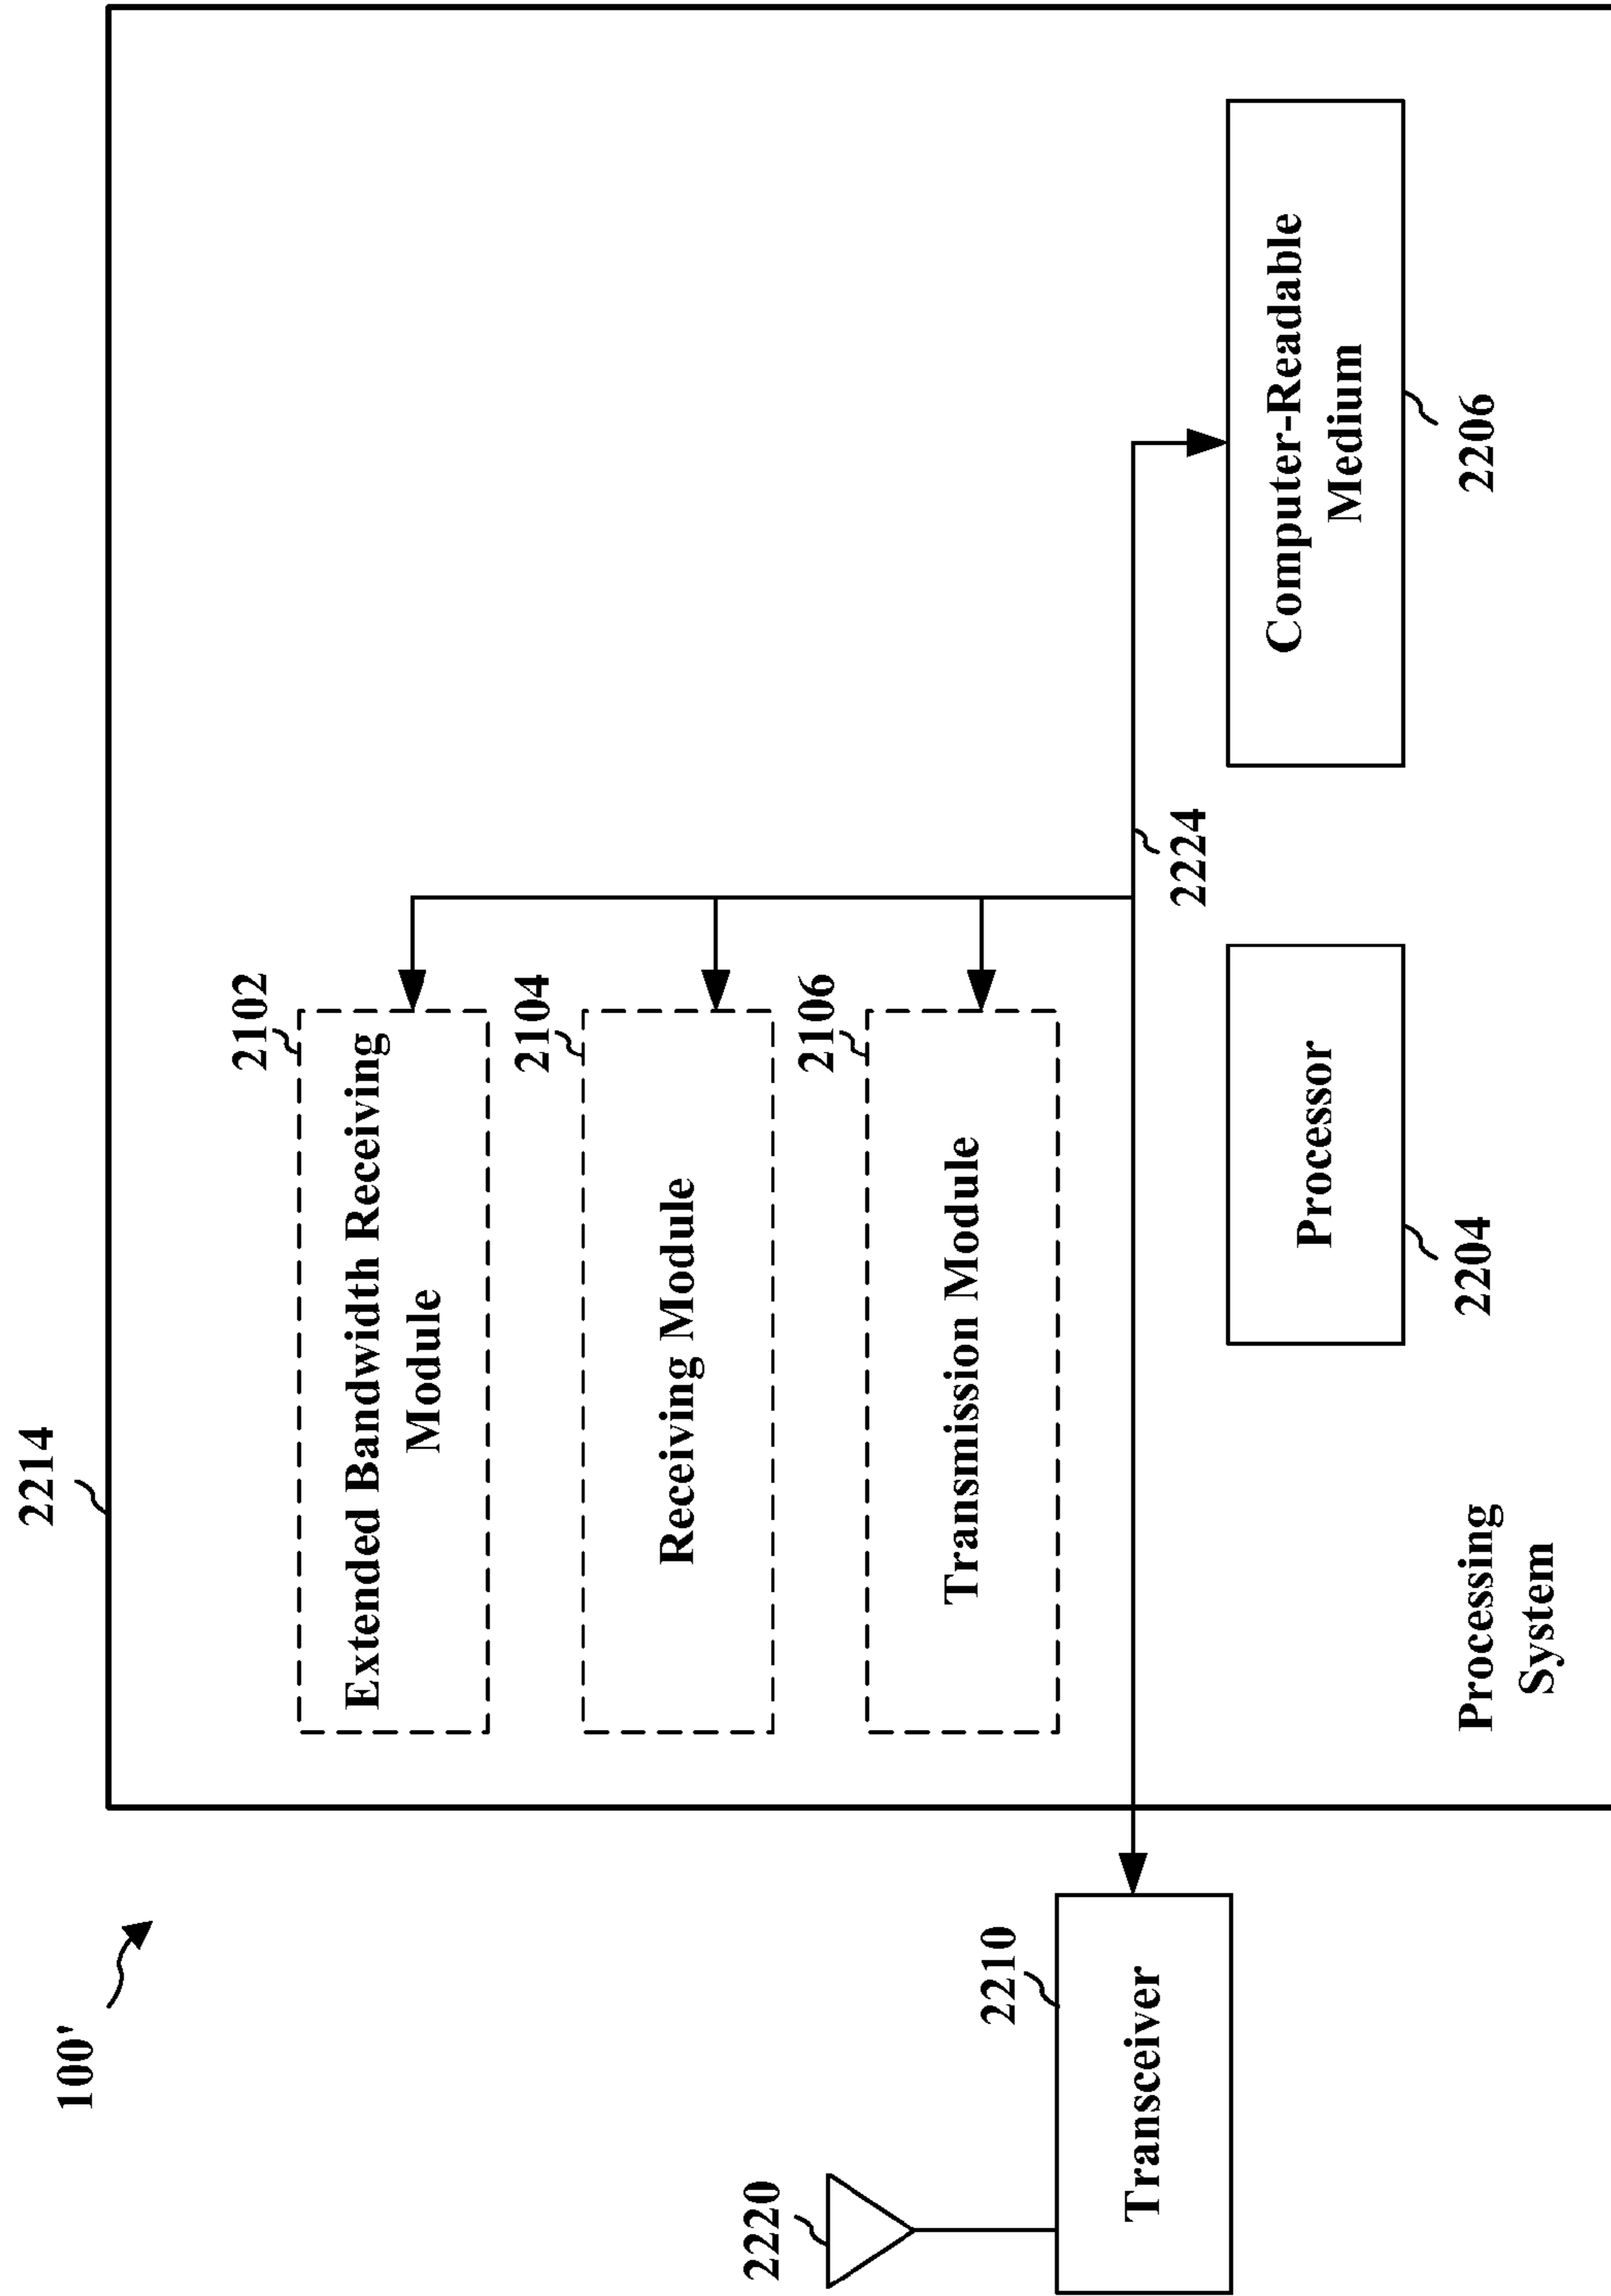 100'
2214
2102
Extended Bandwidth Receiving
Module
2104
Receiving Module
2106
Transmission Module
2220
2210
Transceiver
2224
Processor
2204
Computer-Readable
Medium
2206
Processing
System